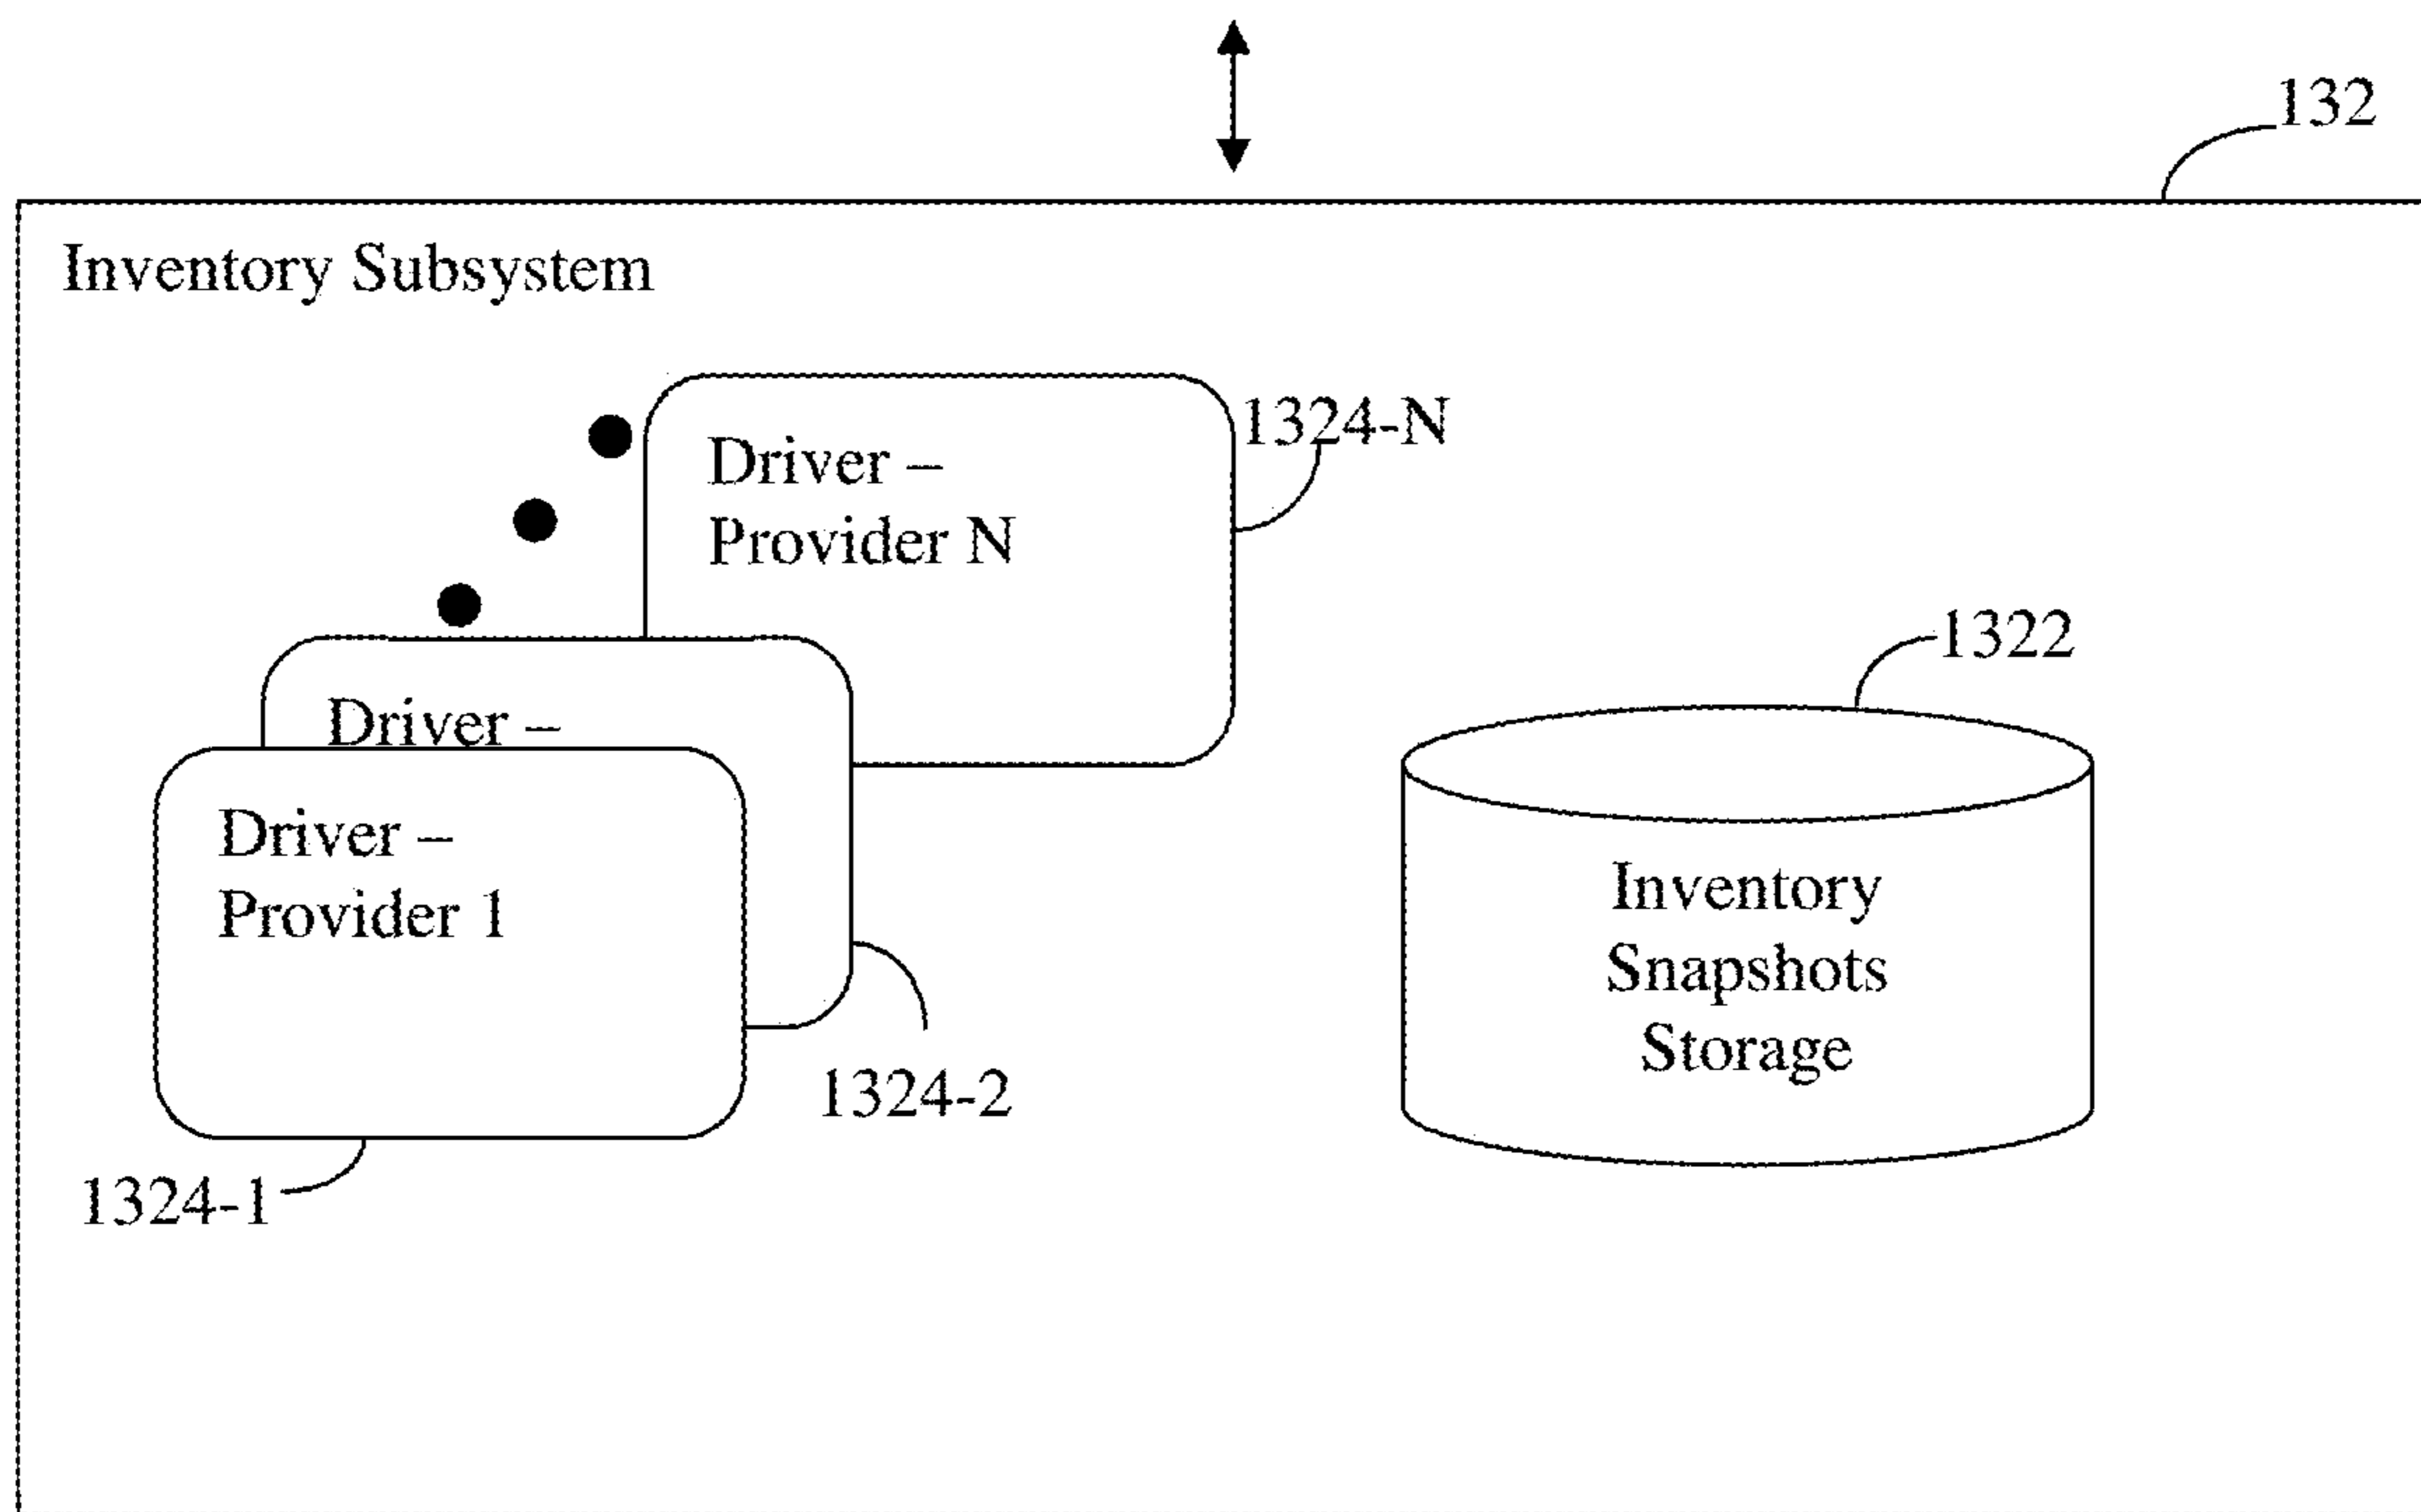 132
Inventory Subsystem
1324-N
Driver –
Provider N
1322
Driver –
Driver –
Provider 1
Inventory
Snapshots
Storage
1324-2
1324-1